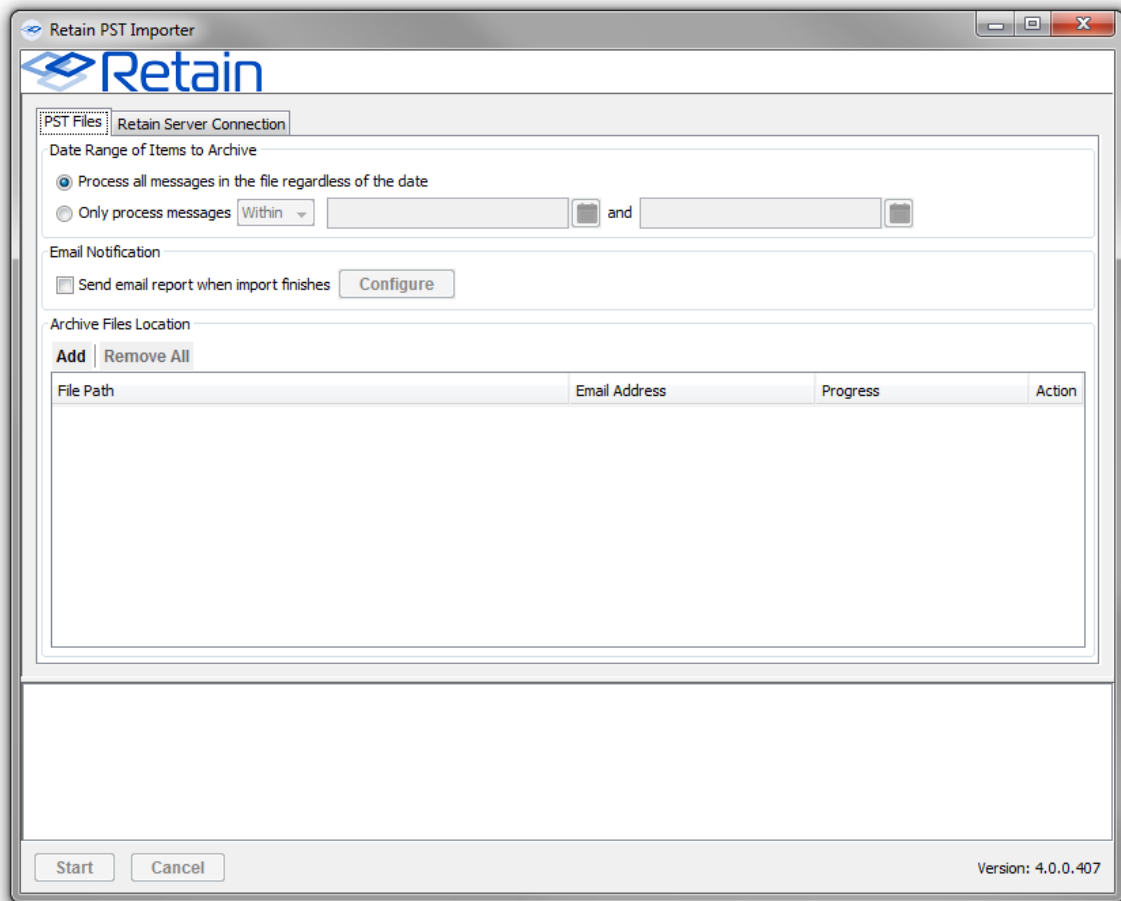 Retain PST Importer
Retain
PST Files Retain Server Connection
Date Range of Items to Archive
Process all messages in the file regardless of the date
Only process messages Within and
Email Notification
Send email report when import finishes Configure
Archive Files Location
Add Remove All
File Path Email Address Progress Action
Start Cancel Version: 4.0.0.407